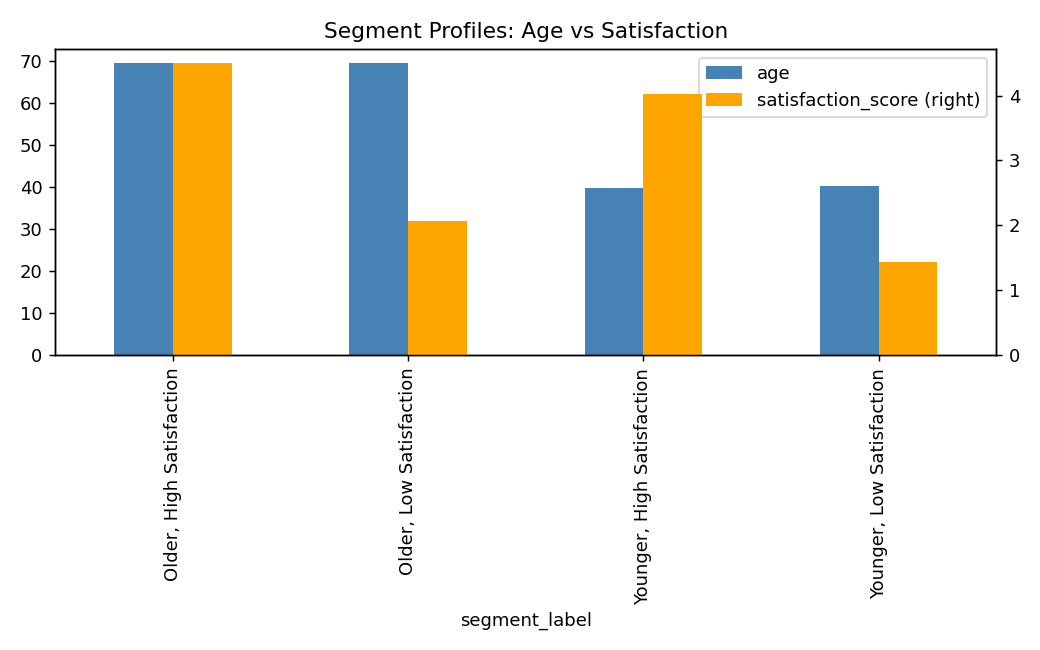 Segment Profiles: Age vs Satisfaction
70
60
50
40
30
20
10
0
4
3
2
1
0
age
satisfaction_score (right)
Older, High Satisfaction
Older, Low Satisfaction
Younger, High Satisfaction
Younger, Low Satisfaction
segment_label